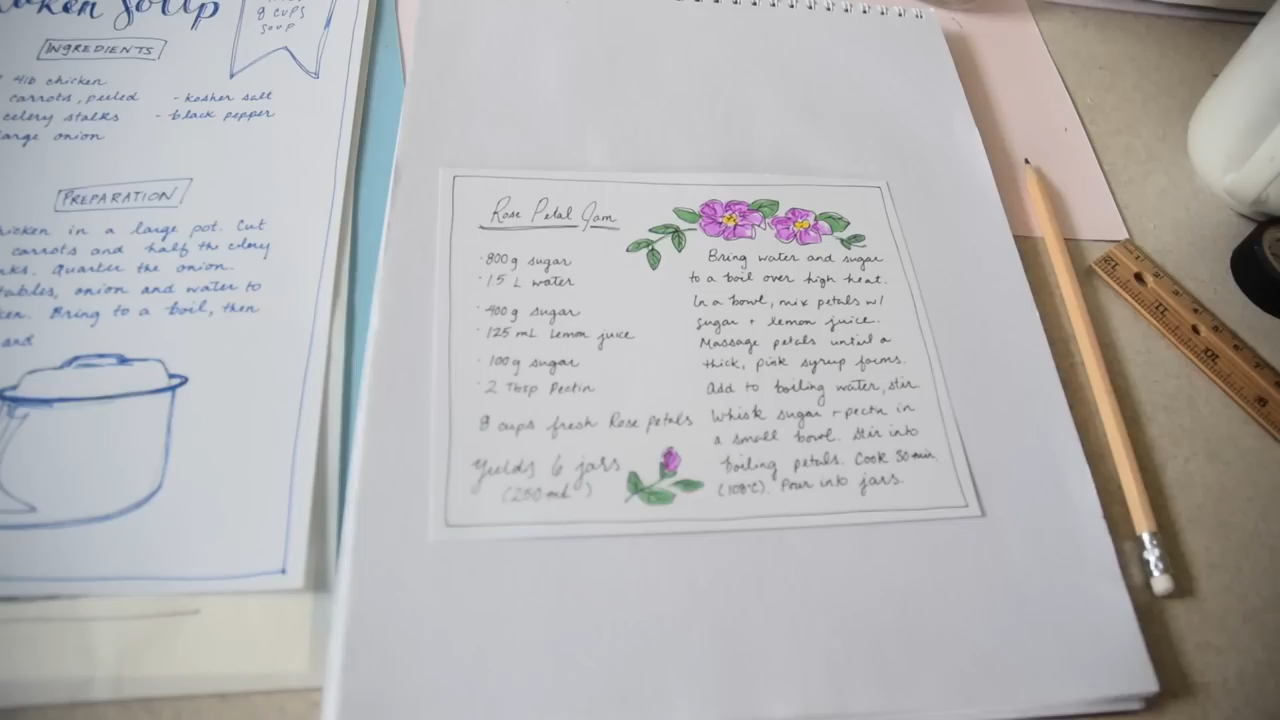 Soup
8 cups
soup
INGREDIENTS
4lb chicken
carrots, peeled
celery stalks
large onion
- kosher salt
- black pepper
PREPARATION
chicken in a large pot. Cut
carrots and half the celery
Quarter the onion.
onion and water to
Bring to a boil, then
and
Rose Petal Jam
· 800g sugar
· 1.5 L water
· 400g sugar
· 125 mL Lemon juice
· 100g sugar
· 2 Tbsp Pectin
8 cups fresh Rose petals
Yields 6 jars
(250 mL)
Bring water and sugar
to a boil over high heat.
In a bowl, mix petals w/
sugar + lemon juice.
Massage petals until a
thick, pink syrup forms.
Add to boiling water, stir.
Whisk sugar + pectin in
a small bowl. Stir into
boiling petals. Cook 30 min.
(108°C). Pour into jars.
12
11
10